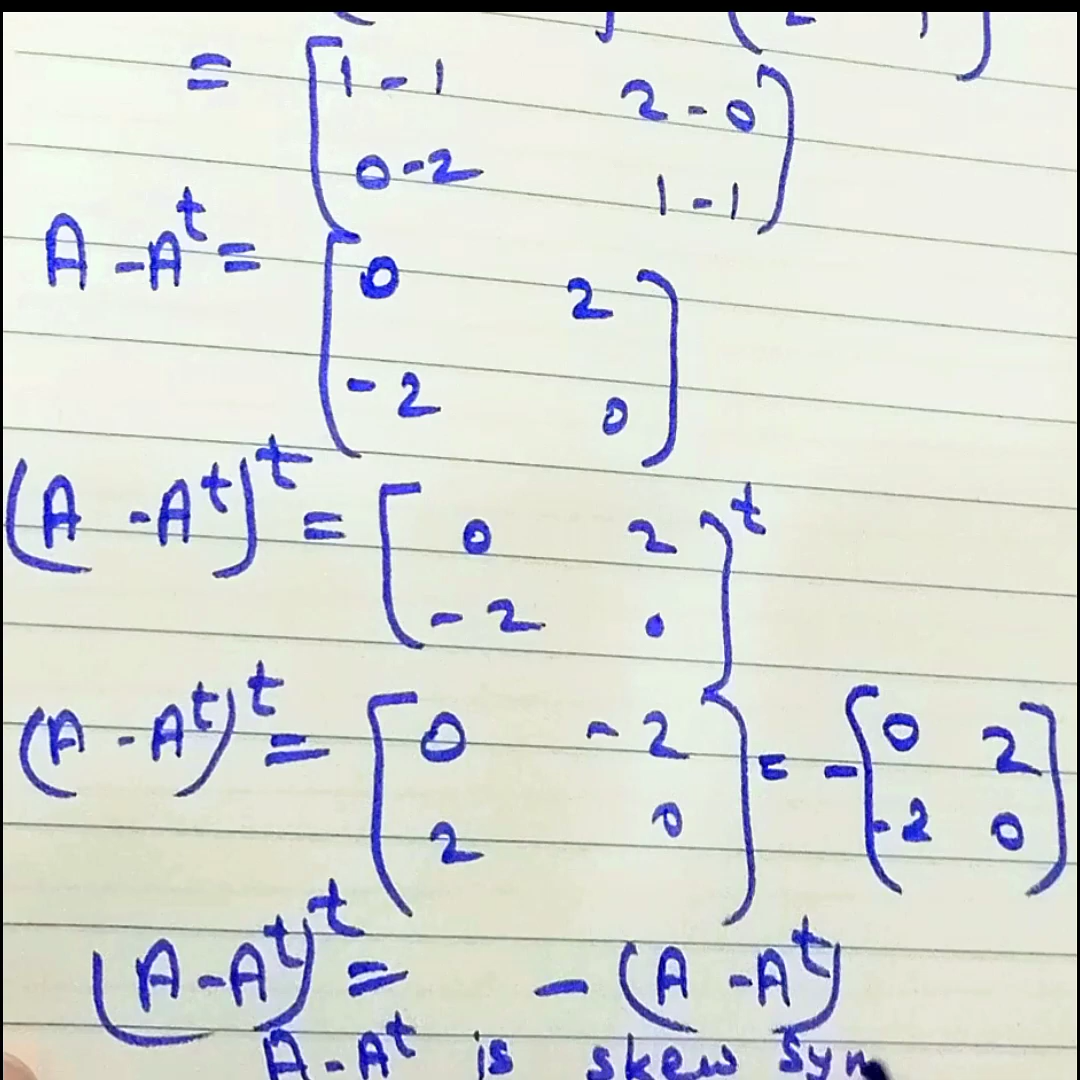 = [ 1 - 1   2 - 0
0 - 2   1 - 1 ]
A - A^t = [ 0   2
- 2   0 ]
(A - A^t)^t = [ 0   2
- 2   0 ]^t
(A - A^t)^t = [ 0   - 2
2   0 ] = - [ 0   2
- 2   0 ]
(A - A^t)^t = - (A - A^t)
A - A^t is skew Sym